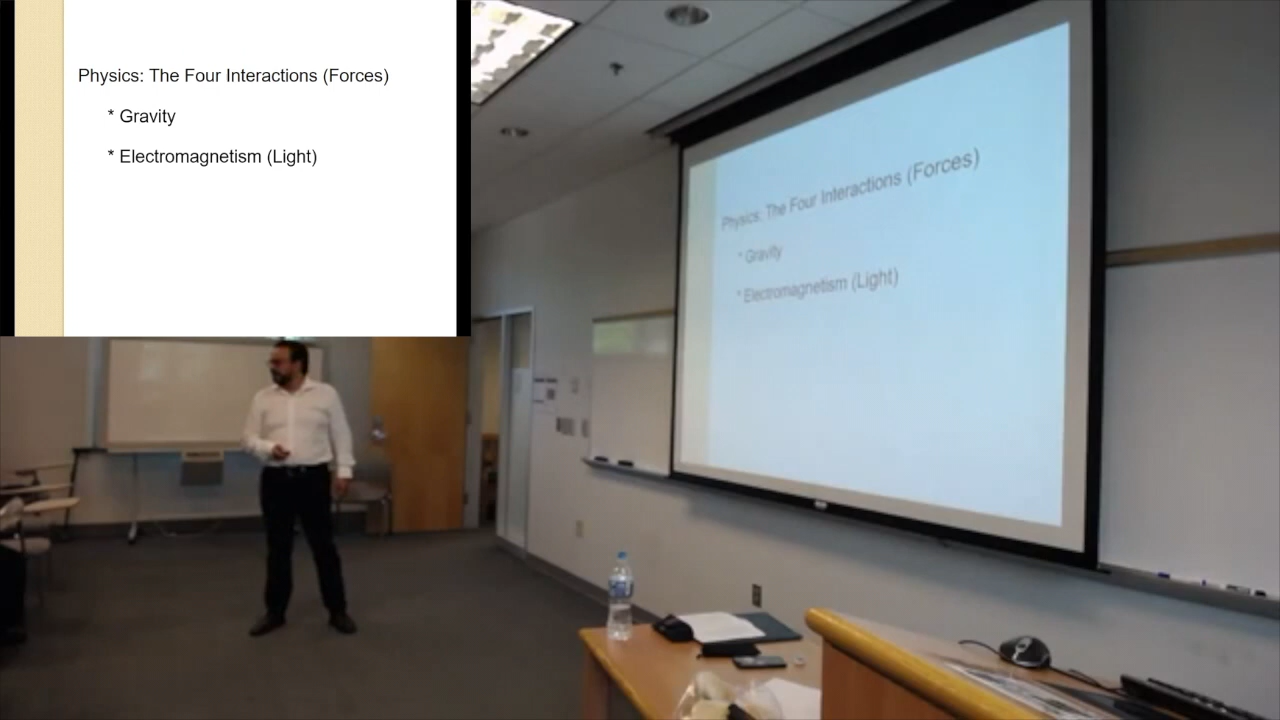 Physics: The Four Interactions (Forces)
* Gravity
* Electromagnetism (Light)
Physics: The Four Interactions (Forces)
* Gravity
* Electromagnetism (Light)